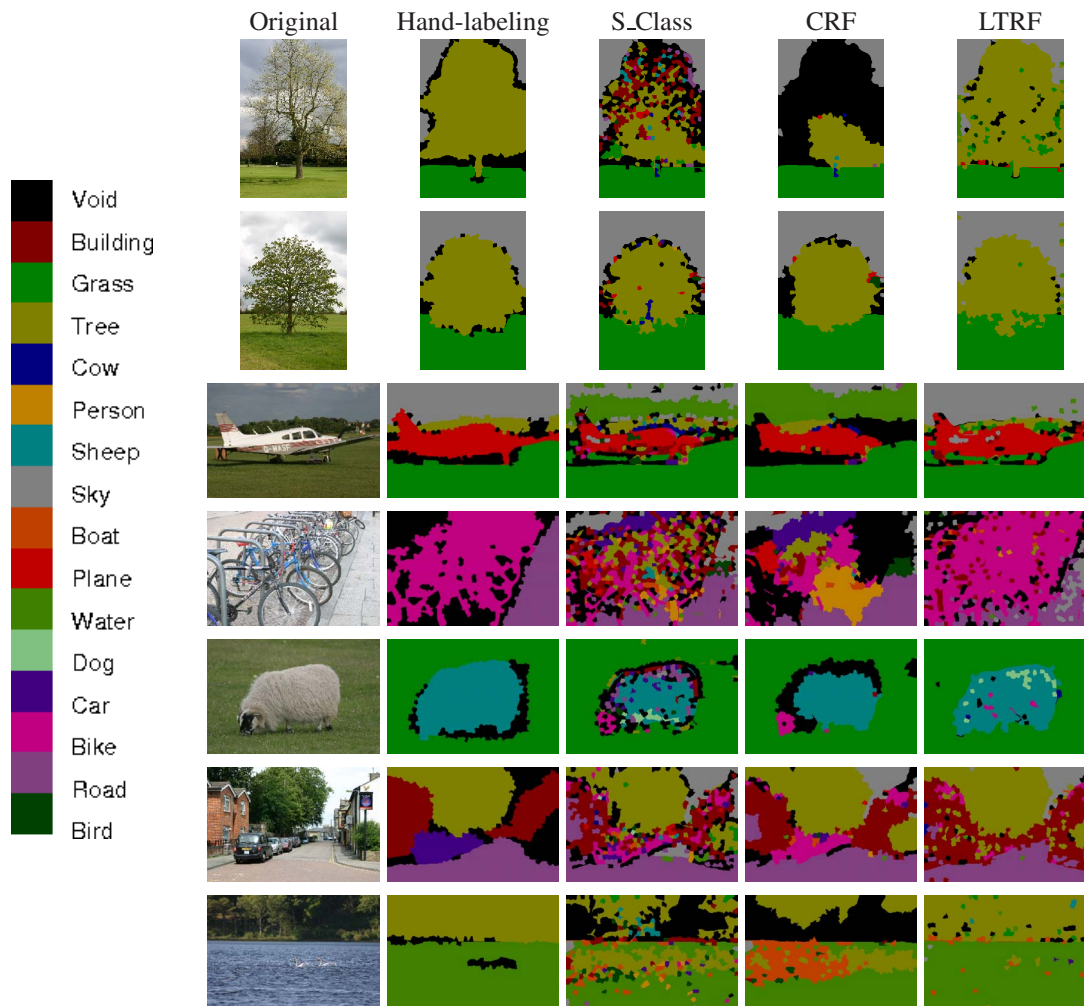 Original Hand-labeling S_Class CRF LTRF
Void
Building
Grass
Tree
Cow
Person
Sheep
Sky
Boat
Plane
Water
Dog
Car
Bike
Road
Bird
G-WASF